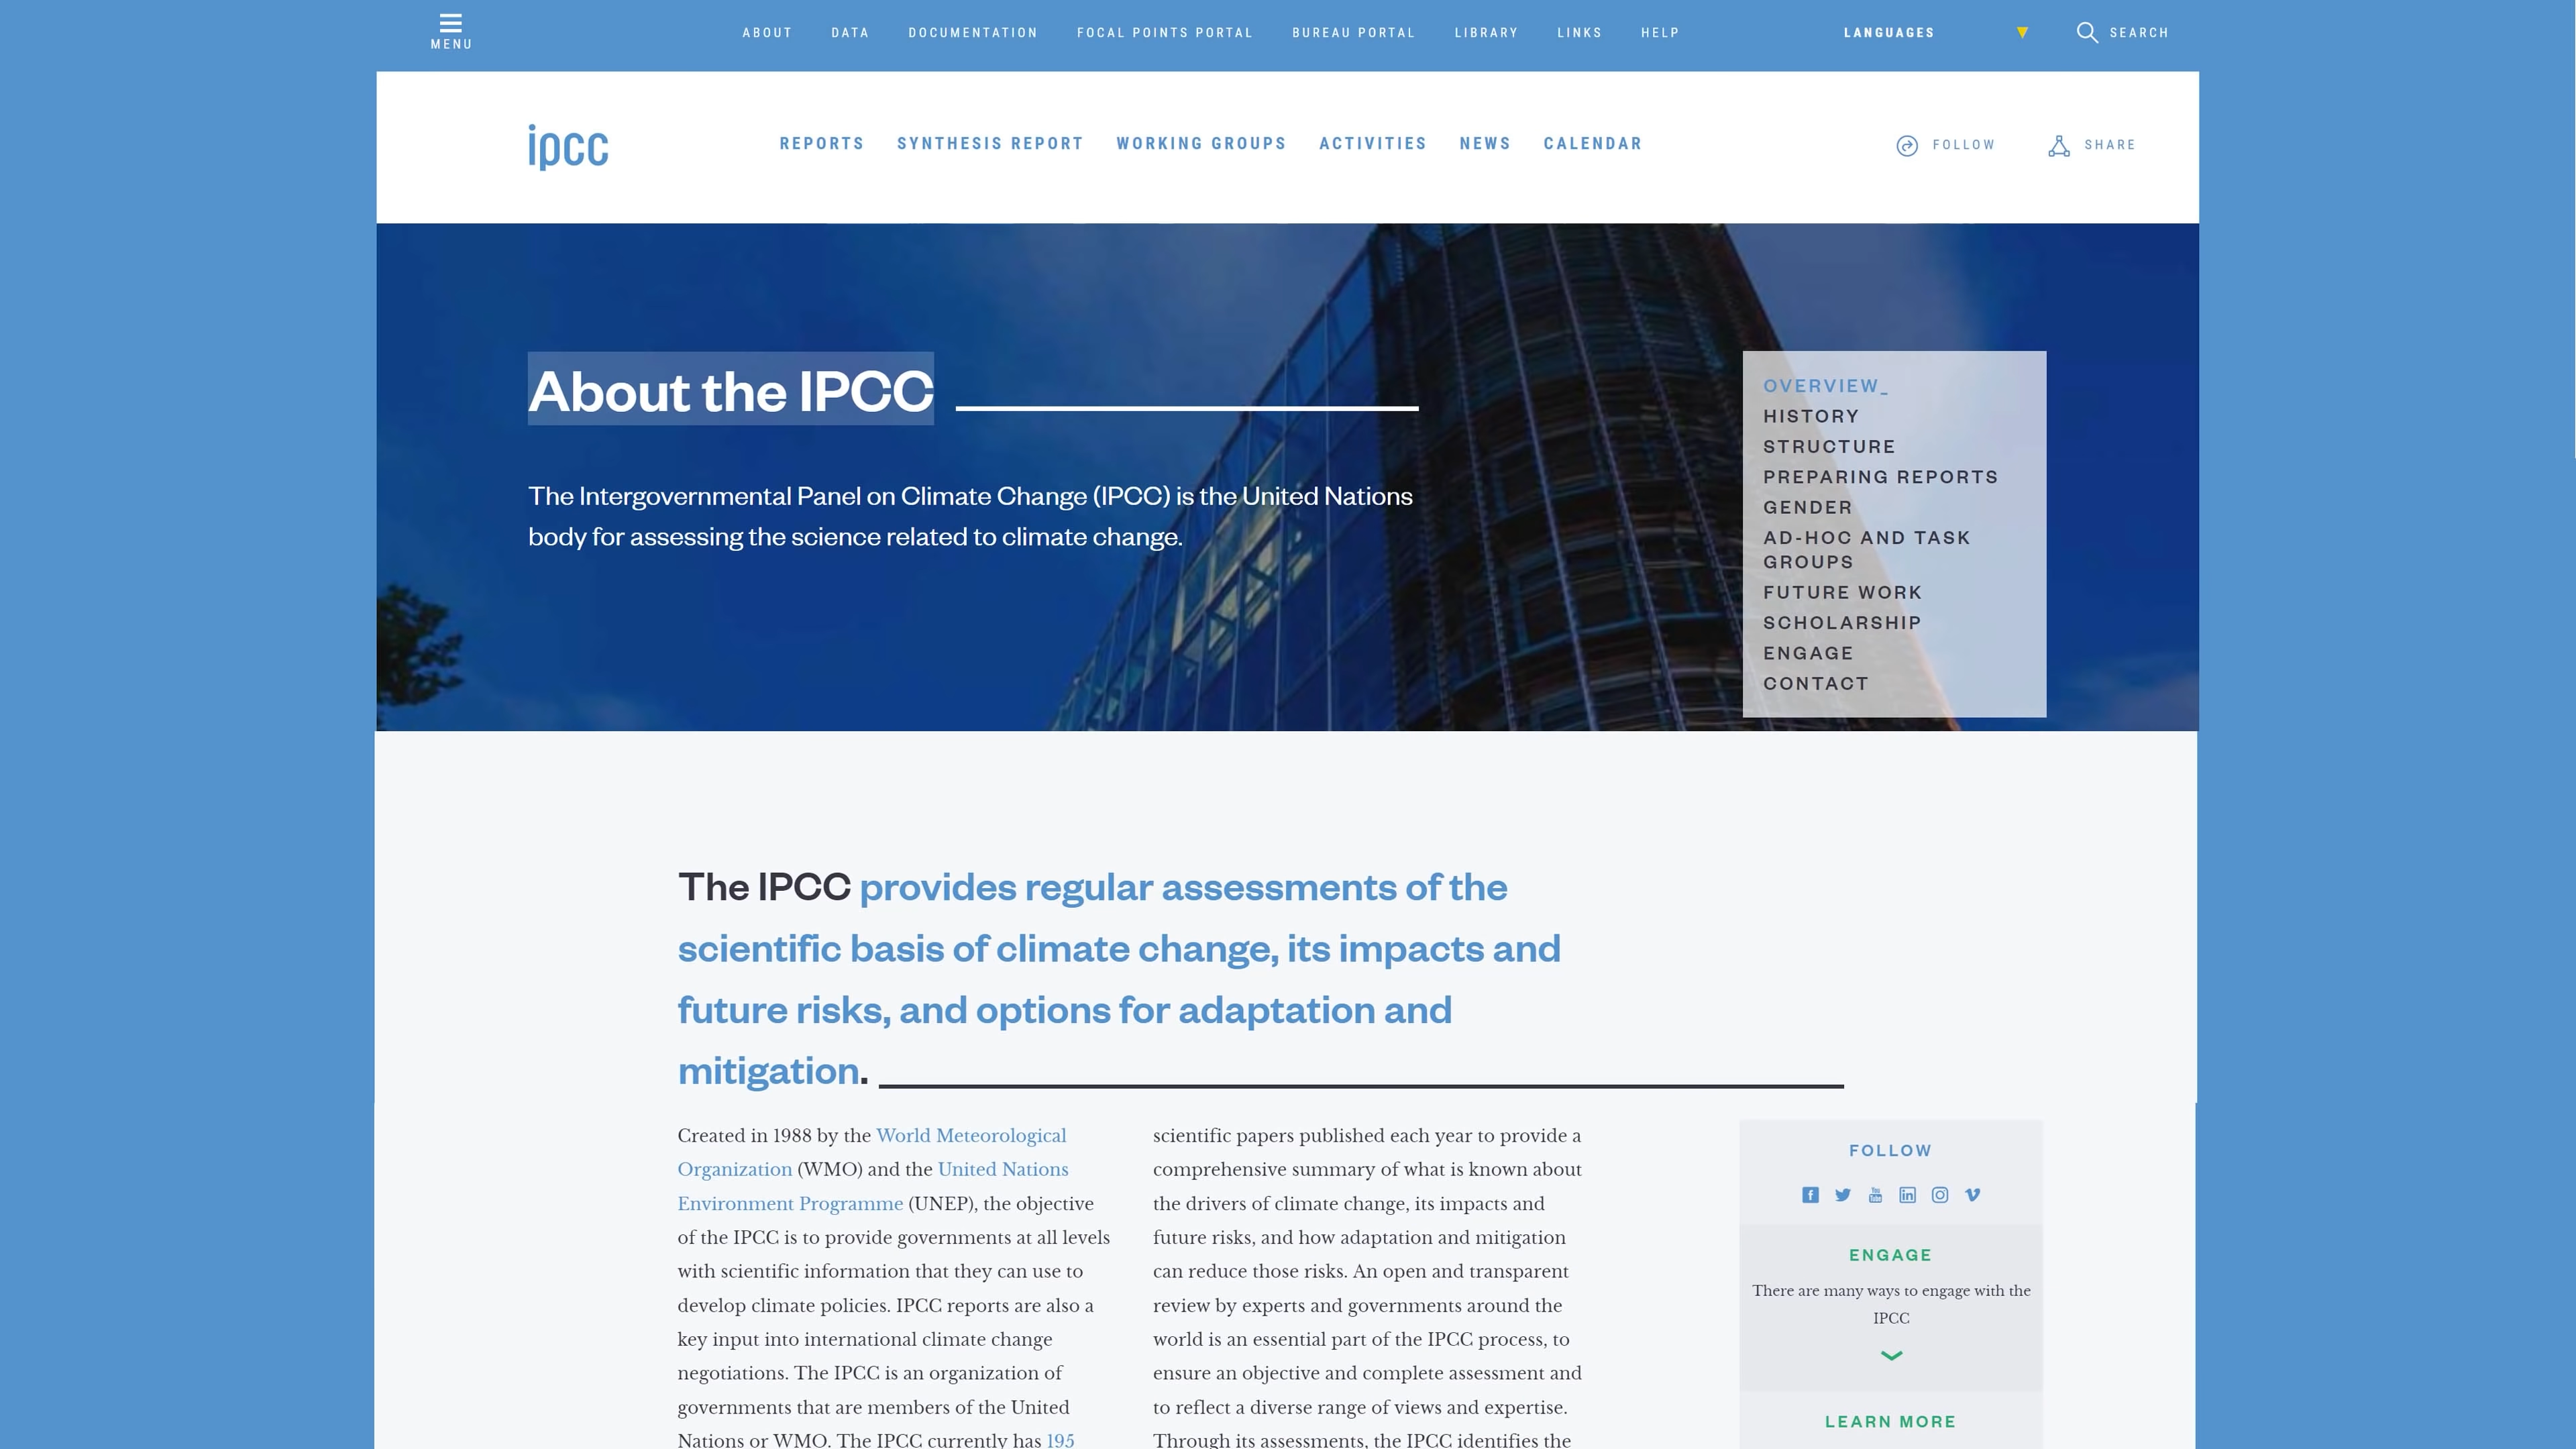 MENU
ABOUT DATA DOCUMENTATION FOCAL POINTS PORTAL BUREAU PORTAL LIBRARY LINKS HELP
LANGUAGES
SEARCH
ipcc
REPORTS SYNTHESIS REPORT WORKING GROUPS ACTIVITIES NEWS CALENDAR
FOLLOW
SHARE
About the IPCC
The Intergovernmental Panel on Climate Change (IPCC) is the United Nations
body for assessing the science related to climate change.
OVERVIEW_
HISTORY
STRUCTURE
PREPARING REPORTS
GENDER
AD-HOC AND TASK
GROUPS
FUTURE WORK
SCHOLARSHIP
ENGAGE
CONTACT
The IPCC provides regular assessments of the
scientific basis of climate change, its impacts and
future risks, and options for adaptation and
mitigation.
Created in 1988 by the World Meteorological
Organization (WMO) and the United Nations
Environment Programme (UNEP), the objective
of the IPCC is to provide governments at all levels
with scientific information that they can use to
develop climate policies. IPCC reports are also a
key input into international climate change
negotiations. The IPCC is an organization of
governments that are members of the United
Nations or WMO. The IPCC currently has 195
scientific papers published each year to provide a
comprehensive summary of what is known about
the drivers of climate change, its impacts and
future risks, and how adaptation and mitigation
can reduce those risks. An open and transparent
review by experts and governments around the
world is an essential part of the IPCC process, to
ensure an objective and complete assessment and
to reflect a diverse range of views and expertise.
Through its assessments, the IPCC identifies the
FOLLOW
ENGAGE
There are many ways to engage with the
IPCC
LEARN MORE